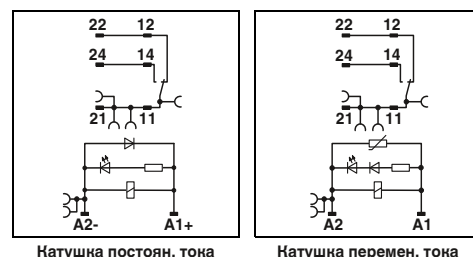 22 12
24 14
21 11
A2- A1+
Катушка постоян. тока
22 12
24 14
21 11
A2 A1
Катушка перемен. тока